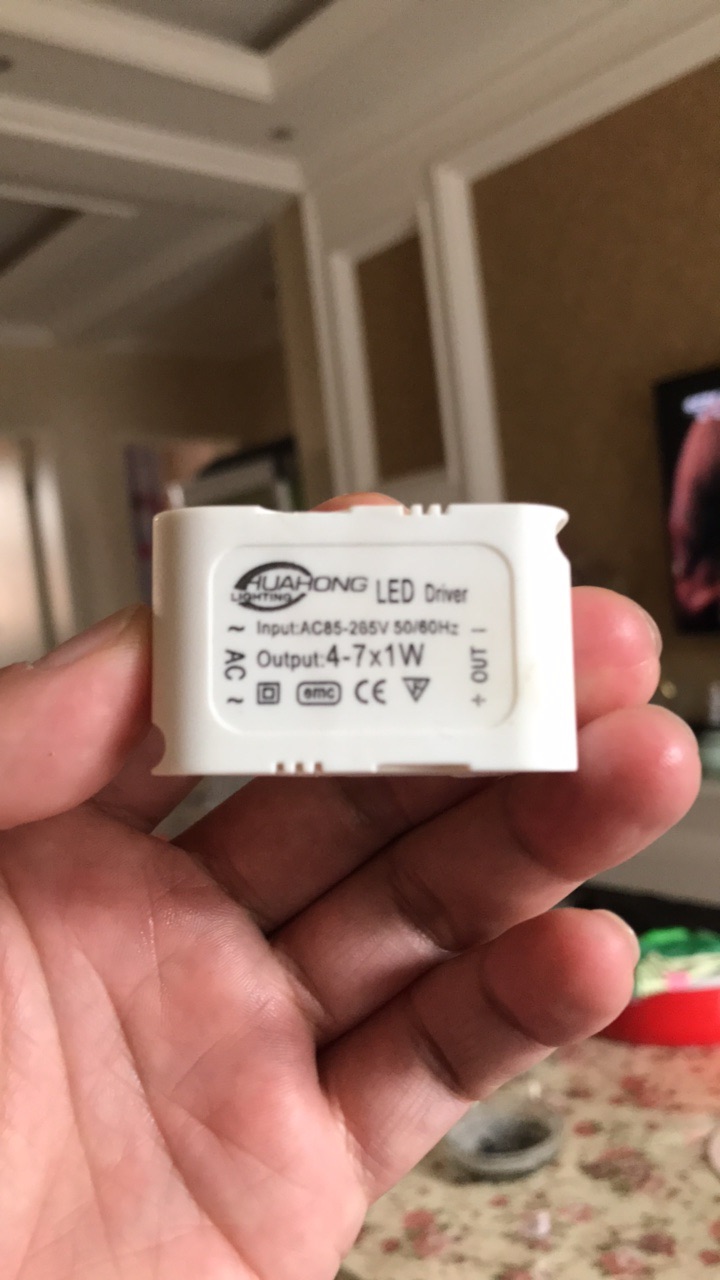 HUAHONG
LIGHTING
LED Driver
~ Input:AC85-265V 50/60Hz
AC
Output:4-7x1W
~
emc CE F
+ OUT -